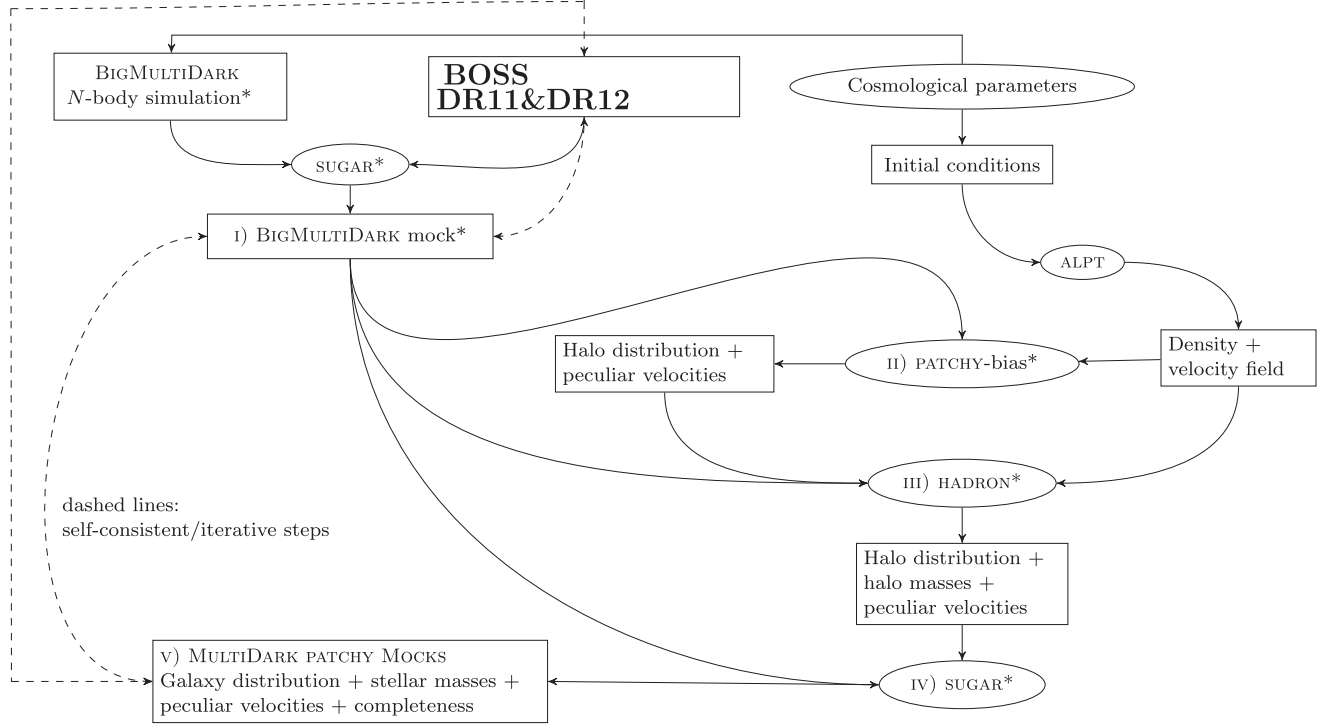 BIGMULTIDARK
N-body simulation*
BOSS
DR11&DR12
Cosmological parameters
SUGAR*
Initial conditions
I) BIGMULTIDARK mock*
ALPT
Halo distribution +
peculiar velocities
II) PATCHY-bias*
Density +
velocity field
III) HADRON*
dashed lines:
self-consistent/iterative steps
Halo distribution +
halo masses +
peculiar velocities
V) MULTIDARK PATCHY MOCKS
Galaxy distribution + stellar masses +
peculiar velocities + completeness
IV) SUGAR*